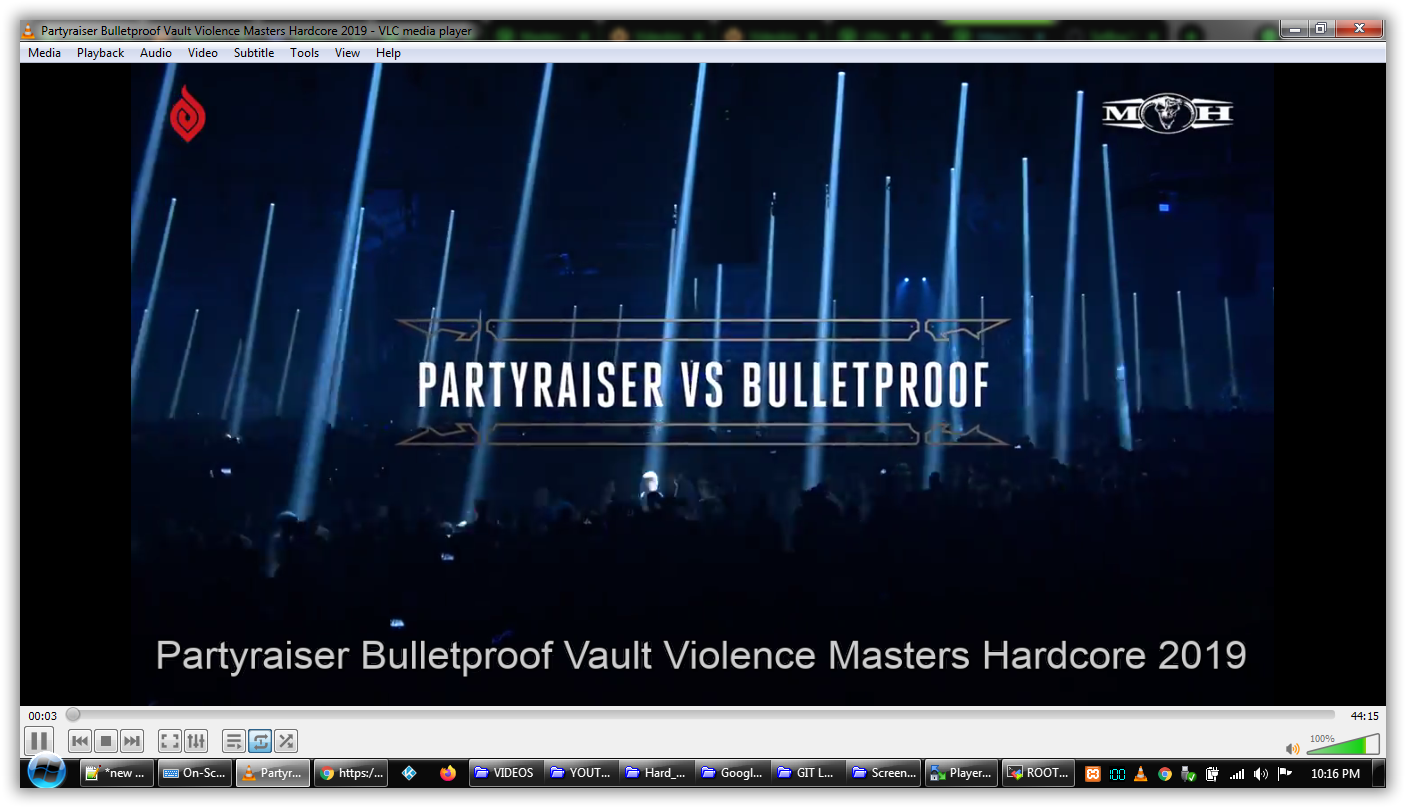 Partyraiser Bulletproof Vault Violence Masters Hardcore 2019 - VLC media player
Media Playback Audio Video Subtitle Tools View Help
M H
PARTYRAISER VS BULLETPROOF
Partyraiser Bulletproof Vault Violence Masters Hardcore 2019
00:03 44:15
100%
*new ... On-Sc... Partyr... https:/... VIDEOS YOUT... Hard_... Googl... GIT L... Screen... Player... ROOT... 100 10:16 PM